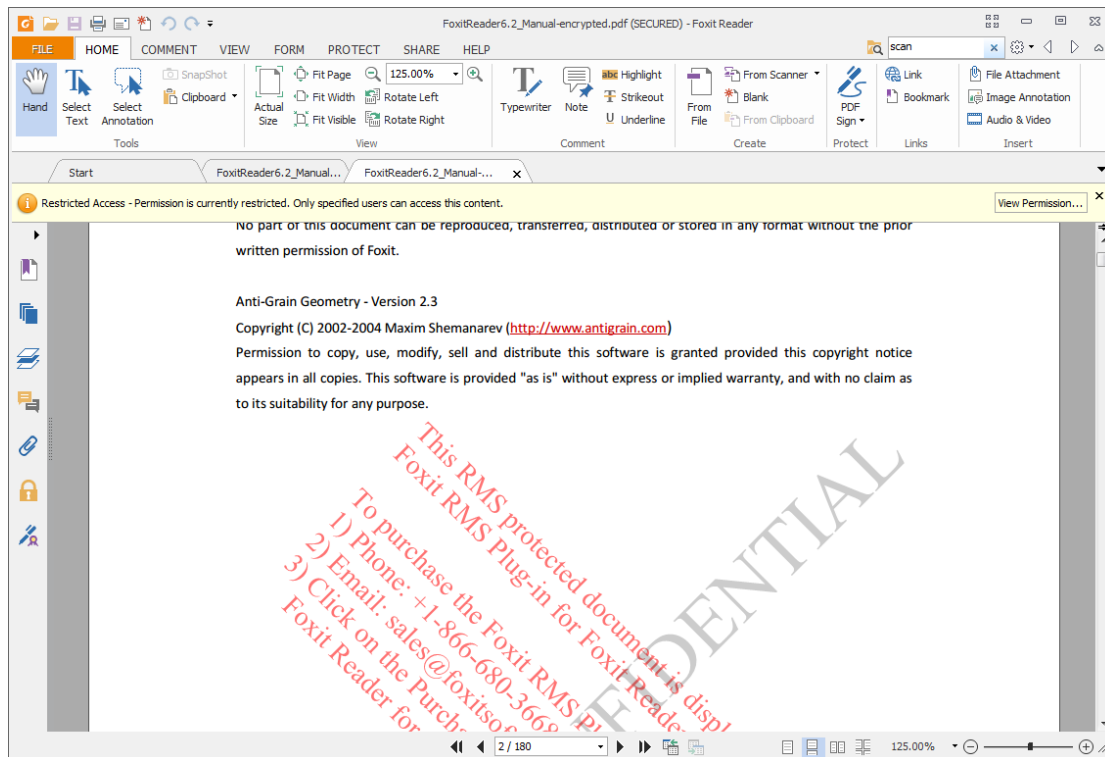 FoxitReader6.2_Manual-encrypted.pdf (SECURED) - Foxit Reader
FILE HOME COMMENT VIEW FORM PROTECT SHARE HELP scan
Hand
Select Text
Select Annotation
SnapShot
Clipboard
Tools
Actual Size
Fit Page
Fit Width
Fit Visible
125.00%
Rotate Left
Rotate Right
View
Typewriter
Note
abc Highlight
T Strikeout
U Underline
Comment
From File
From Scanner
Blank
From Clipboard
Create
PDF Sign
Protect
Link
Bookmark
Links
File Attachment
Image Annotation
Audio & Video
Insert
Start FoxitReader6.2_Manual... FoxitReader6.2_Manual-... x
Restricted Access - Permission is currently restricted. Only specified users can access this content. View Permission...
No part of this document can be reproduced, transferred, distributed or stored in any format without the prior
written permission of Foxit.
Anti-Grain Geometry - Version 2.3
Copyright (C) 2002-2004 Maxim Shemanarev (http://www.antigrain.com)
Permission to copy, use, modify, sell and distribute this software is granted provided this copyright notice
appears in all copies. This software is provided "as is" without express or implied warranty, and with no claim as
to its suitability for any purpose.
This RMS protected document is displ
Foxit RMS Plug-in for Foxit Reade
To purchase the Foxit RMS Pl
1) Phone: +1-866-680-3668
2) Email: sales@foxitsof
3) Click on the Purcha
Foxit Reader for
FIDENTIAL
2 / 180
125.00%